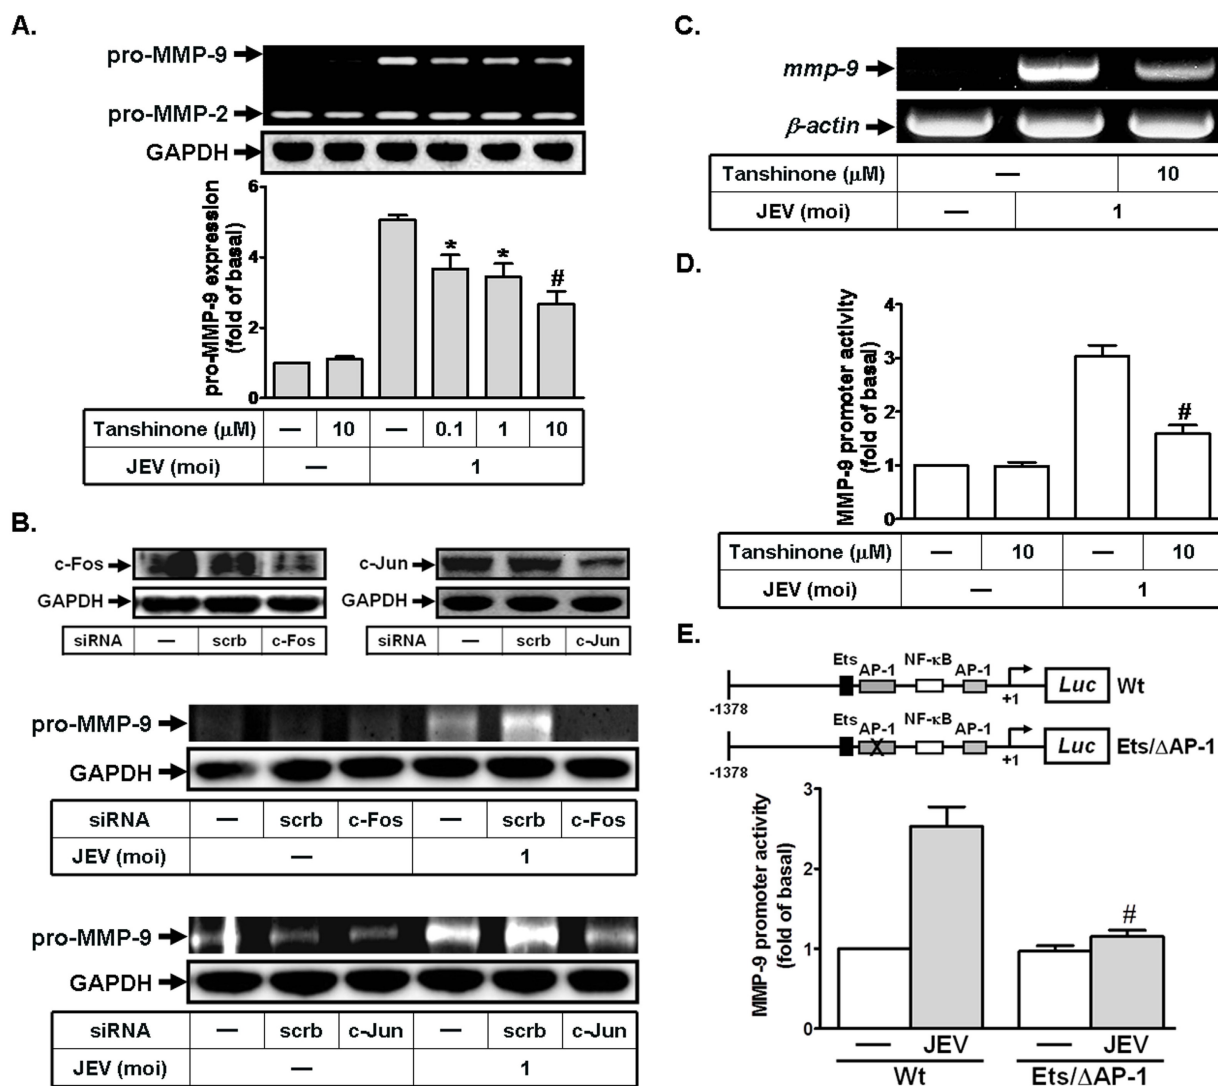 A.
pro-MMP-9
pro-MMP-2
GAPDH
pro-MMP-9 expression
(fold of basal)
6
4
2
0
*
*
#
Tanshinone (μM) — 10 — 0.1 1 10
JEV (moi) — 1
B.
c-Fos
GAPDH
siRNA — scrb c-Fos
c-Jun
GAPDH
siRNA — scrb c-Jun
pro-MMP-9
GAPDH
siRNA — scrb c-Fos — scrb c-Fos
JEV (moi) — 1
pro-MMP-9
GAPDH
siRNA — scrb c-Jun — scrb c-Jun
JEV (moi) — 1
C.
mmp-9
β-actin
Tanshinone (μM) — 10
JEV (moi) — 1
D.
MMP-9 promoter activity
(fold of basal)
4
3
2
1
0
#
Tanshinone (μM) — 10 — 10
JEV (moi) — 1
E.
Ets AP-1 NF-κB AP-1
-1378 +1 Luc Wt
Ets AP-1 NF-κB AP-1
X
-1378 +1 Luc Ets/ΔAP-1
MMP-9 promoter activity
(fold of basal)
3
2
1
0
#
— JEV — JEV
Wt Ets/ΔAP-1